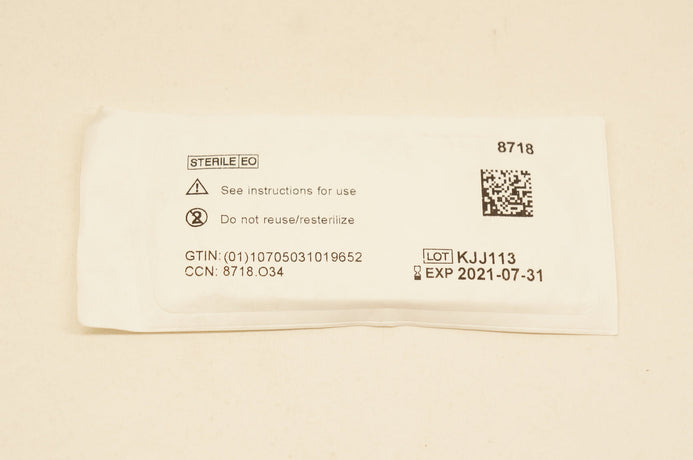 8718
STERILE EO
See instructions for use
Do not reuse/resterilize
GTIN: (01)10705031019652
CCN: 8718.O34
LOT KJJ113
EXP 2021-07-31